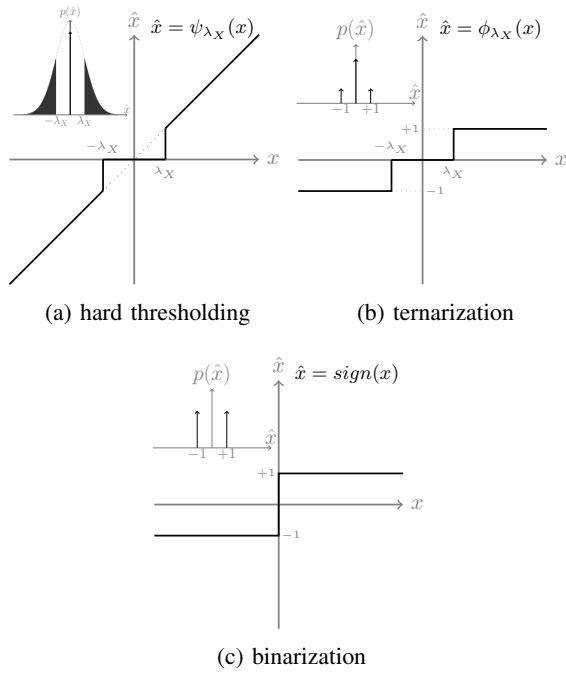 p(x̂)
x̂
x̂ = ψ_{λ_X}(x)
x̂
−λ_X
λ_X
−λ_X
λ_X
x
(a) hard thresholding
p(x̂)
x̂
x̂ = ϕ_{λ_X}(x)
x̂
−1
+1
+1
−λ_X
λ_X
x
−1
(b) ternarization
p(x̂)
x̂
x̂ = sign(x)
x̂
−1
+1
+1
x
−1
(c) binarization